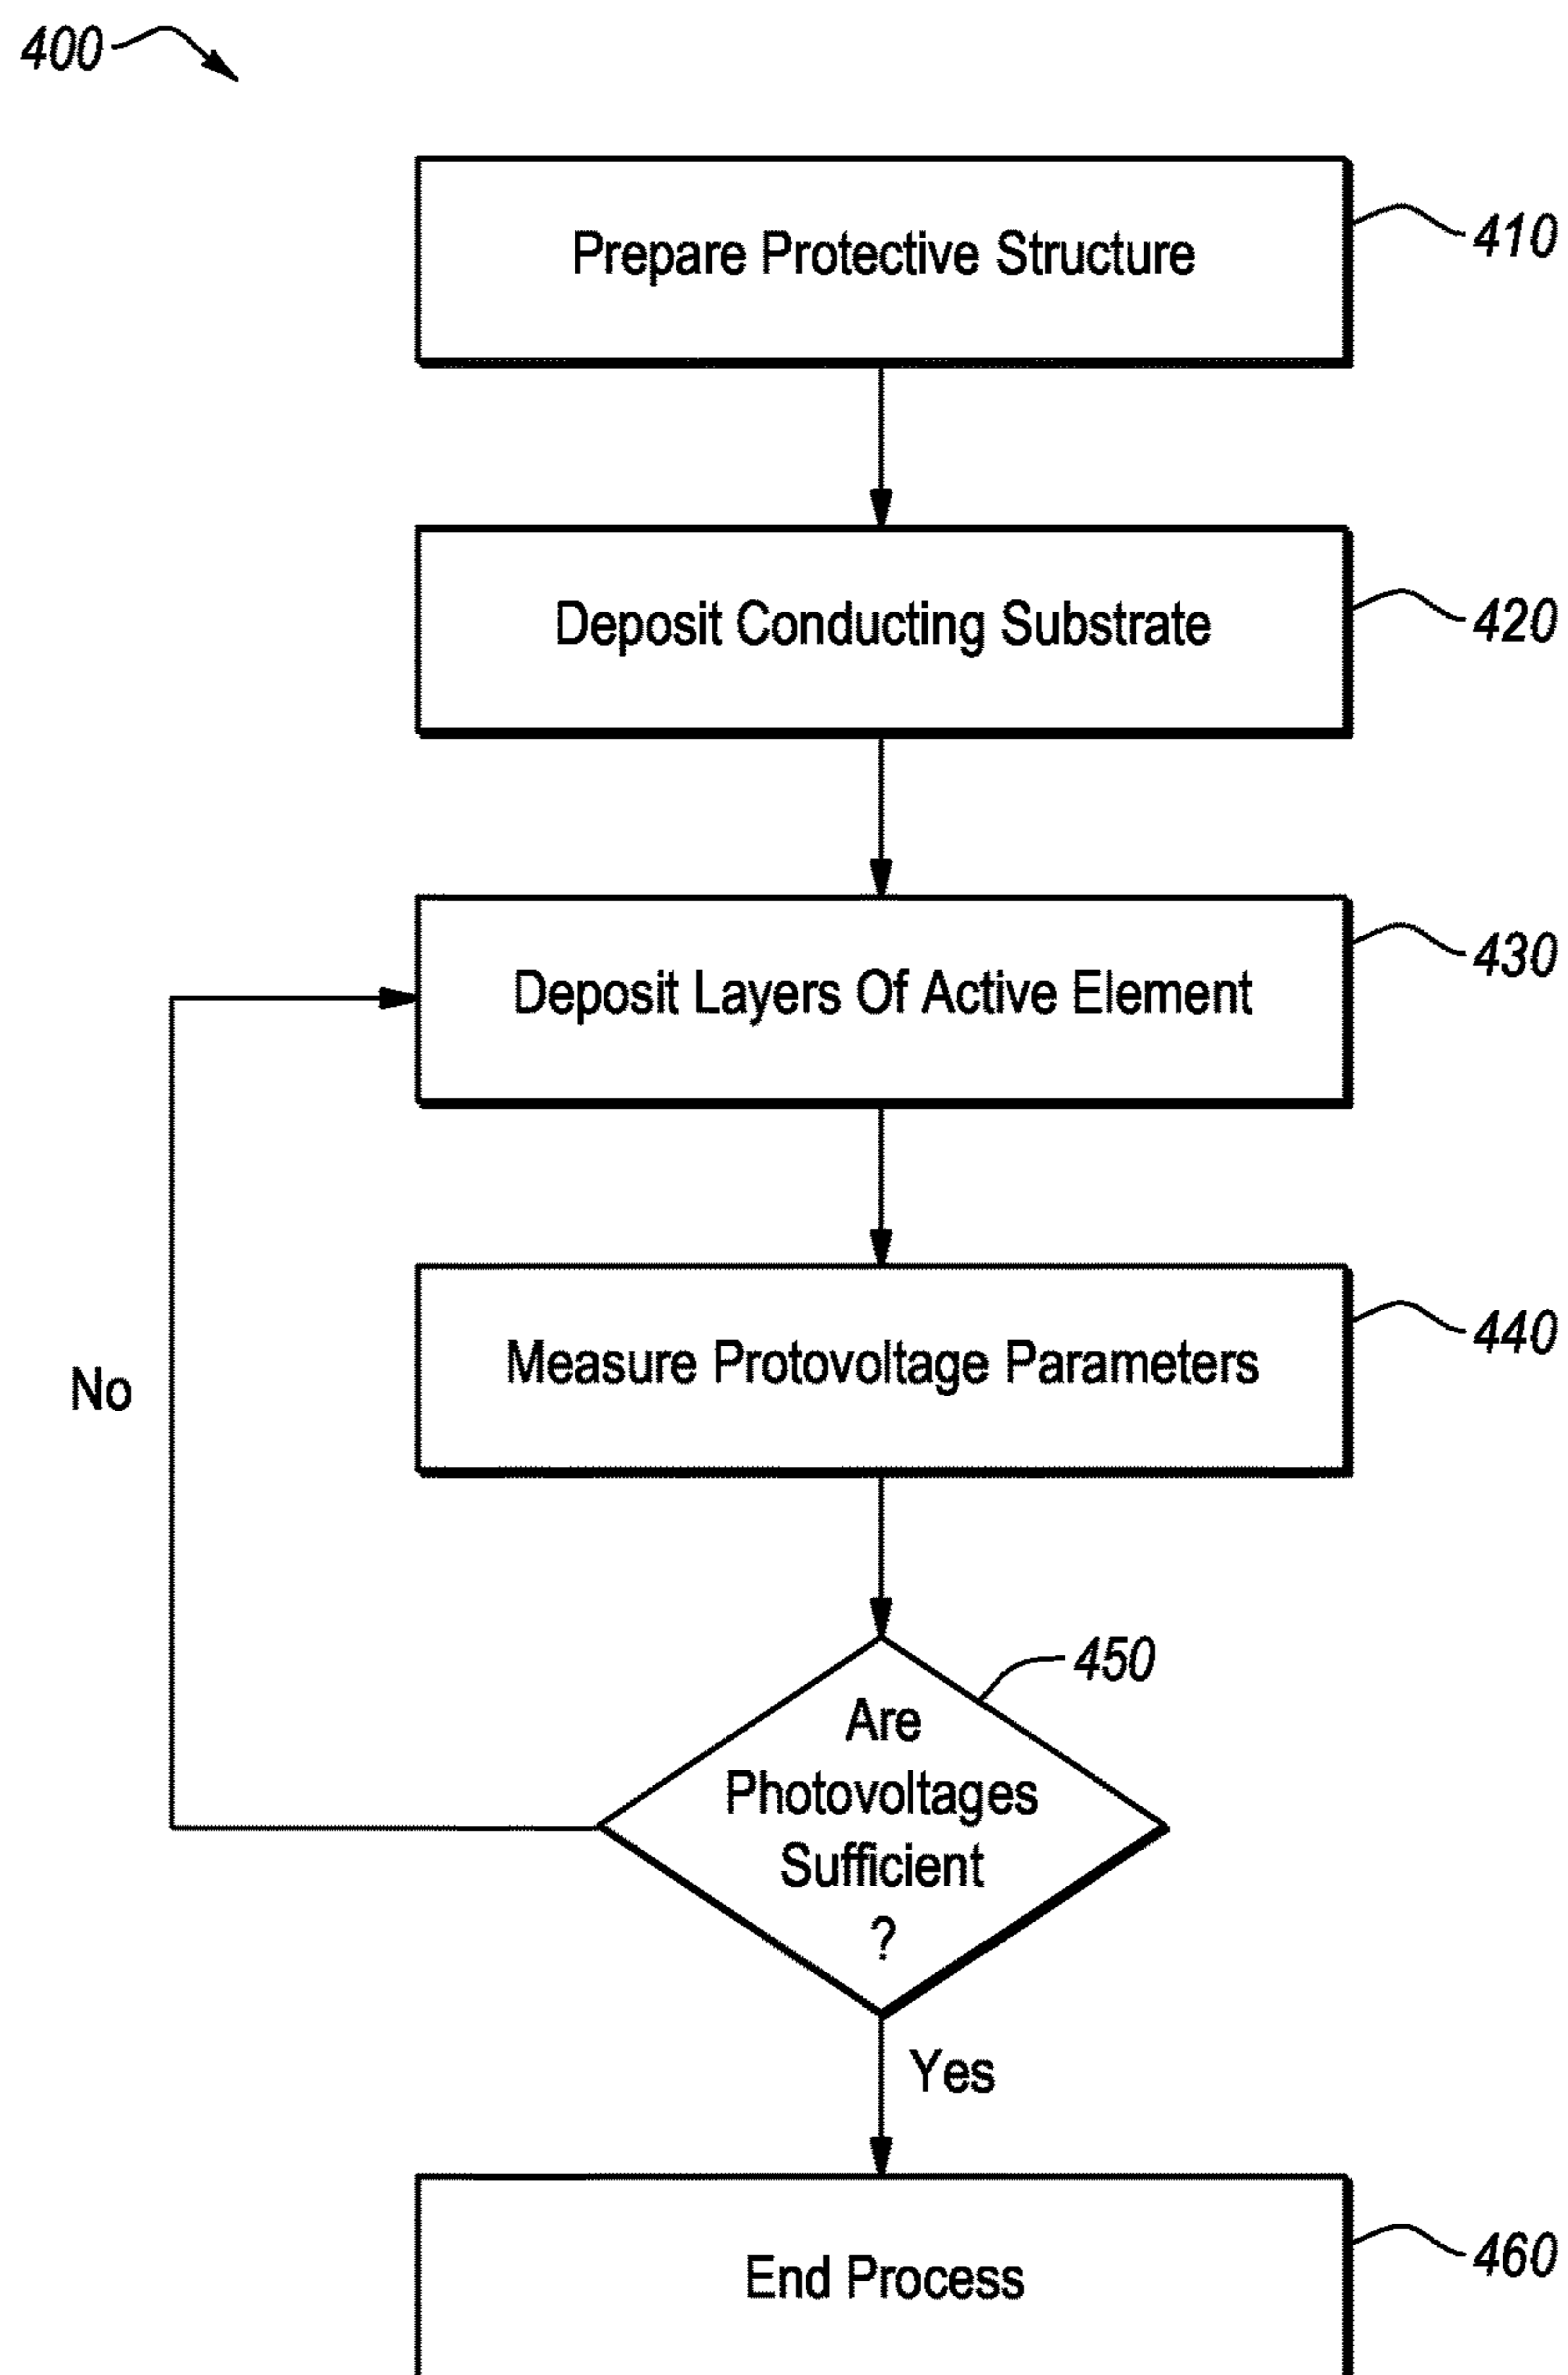 400
Prepare Protective Structure
410
Deposit Conducting Substrate
420
Deposit Layers Of Active Element
430
Measure Protovoltage Parameters
440
No
450
Are
Photovoltages
Sufficient
?
Yes
End Process
460